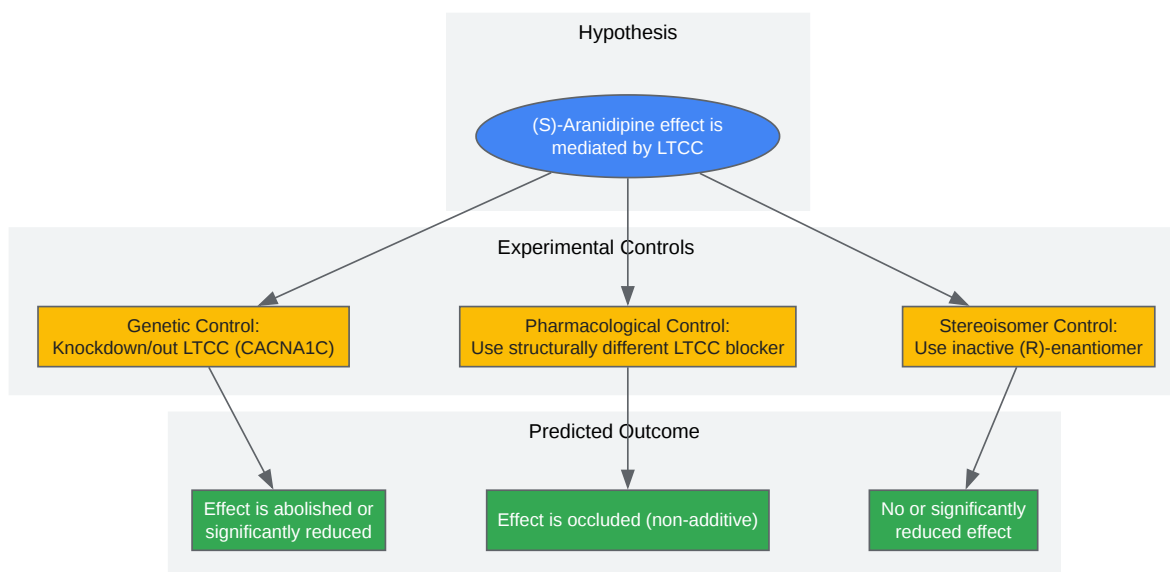 Hypothesis
(S)-Aranidipine effect is
mediated by LTCC
Experimental Controls
Genetic Control:
Knockdown/out LTCC (CACNA1C)
Pharmacological Control:
Use structurally different LTCC blocker
Stereoisomer Control:
Use inactive (R)-enantiomer
Predicted Outcome
Effect is abolished or
significantly reduced
Effect is occluded (non-additive)
No or significantly
reduced effect